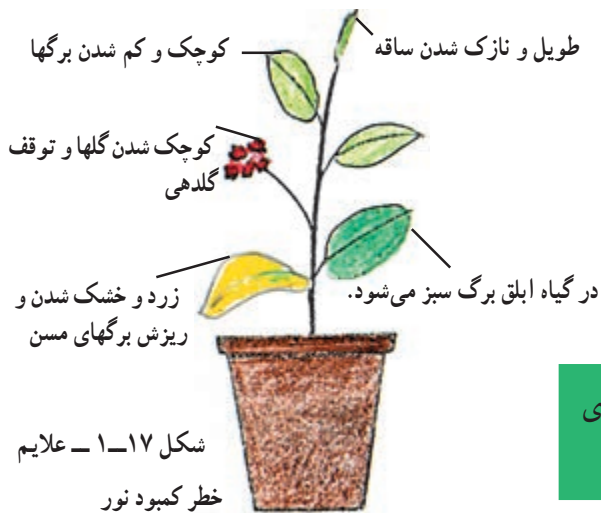 طویل و نازک شدن ساقه
کوچک و کم شدن برگها
کوچک شدن گلها و توقف
گلدهی
در گیاه ابلق برگ سبز می‌شود.
زرد و خشک شدن و
ریزش برگهای مسن
شکل ۱۷ــ۱ ــ علایم
خطر کمبود نور